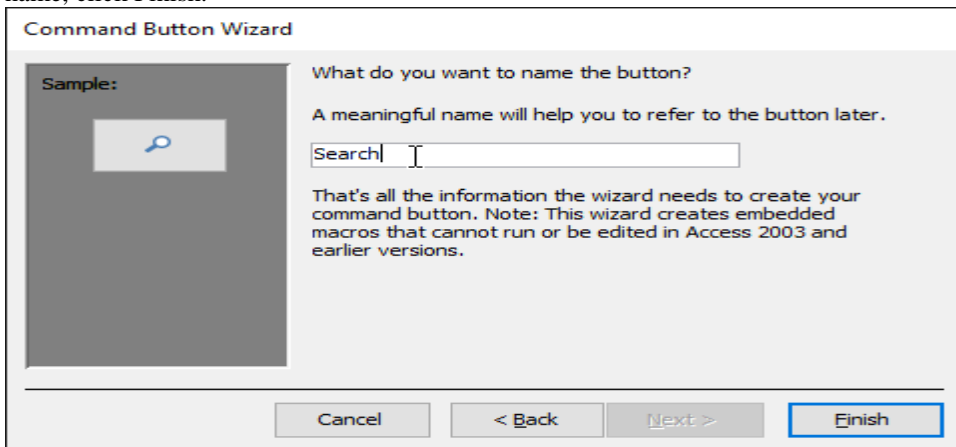 Command Button Wizard
Sample:
What do you want to name the button?
A meaningful name will help you to refer to the button later.
Search
That's all the information the wizard needs to create your
command button. Note: This wizard creates embedded
macros that cannot run or be edited in Access 2003 and
earlier versions.
Cancel
< Back
Next >
Finish